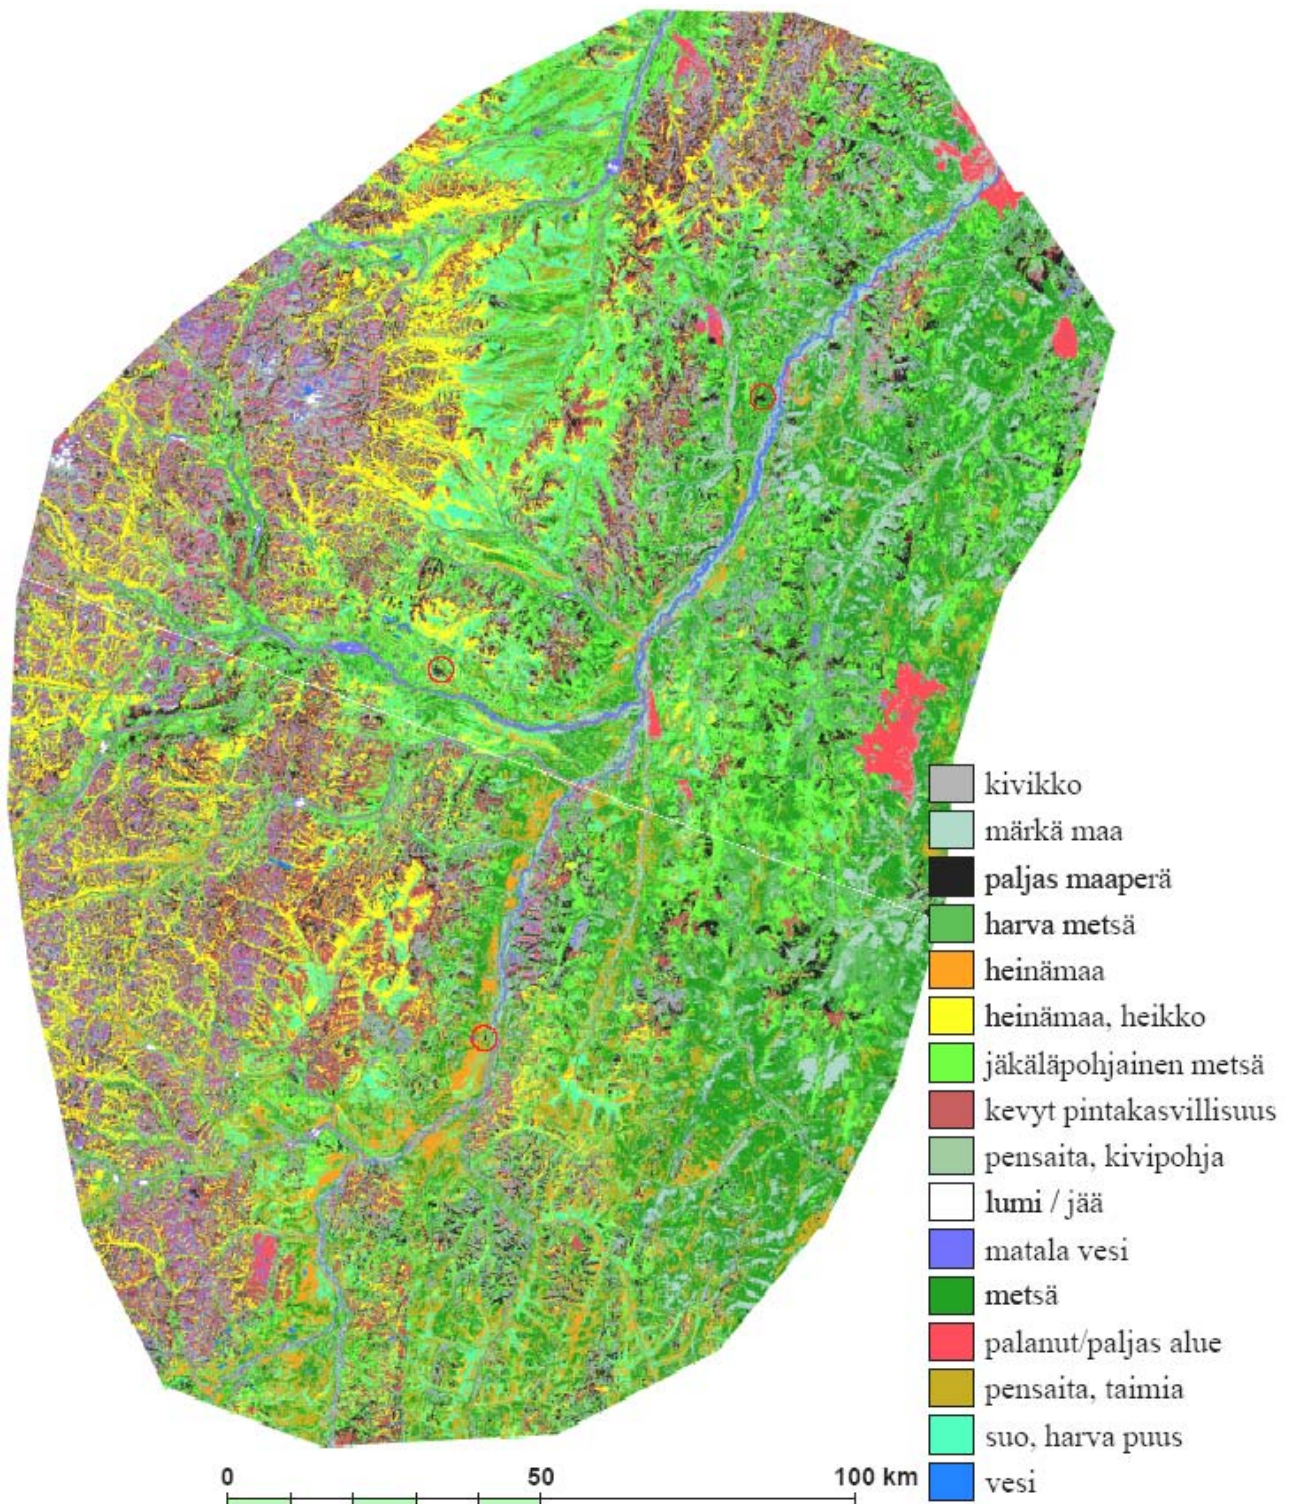 kivikko
märkä maa
paljas maaperä
harva metsä
heinämaa
heinämaa, heikko
jäkäläpohjainen metsä
kevyt pintakasvillisuus
pensaita, kivipohja
lumi / jää
matala vesi
metsä
palanut/paljas alue
pensaita, taimia
suo, harva puus
vesi
0 50 100 km